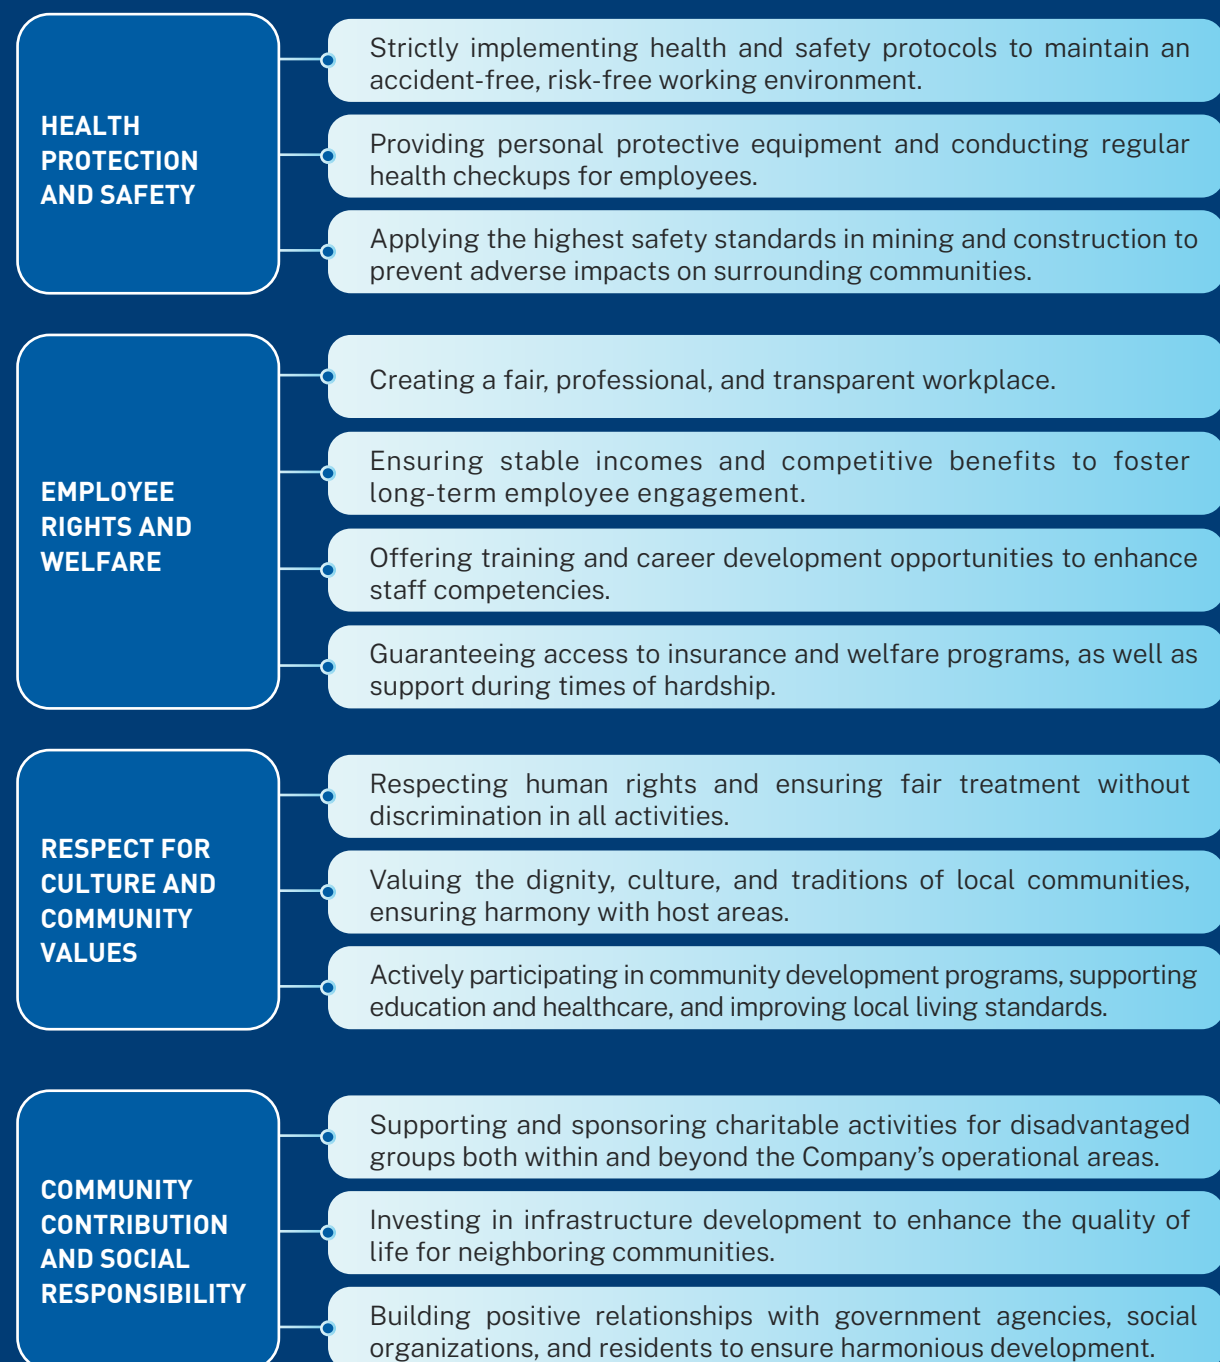 HEALTH
PROTECTION
AND SAFETY
Strictly implementing health and safety protocols to maintain an
accident-free, risk-free working environment.
Providing personal protective equipment and conducting regular
health checkups for employees.
Applying the highest safety standards in mining and construction to
prevent adverse impacts on surrounding communities.
EMPLOYEE
RIGHTS AND
WELFARE
Creating a fair, professional, and transparent workplace.
Ensuring stable incomes and competitive benefits to foster
long-term employee engagement.
Offering training and career development opportunities to enhance
staff competencies.
Guaranteeing access to insurance and welfare programs, as well as
support during times of hardship.
RESPECT FOR
CULTURE AND
COMMUNITY
VALUES
Respecting human rights and ensuring fair treatment without
discrimination in all activities.
Valuing the dignity, culture, and traditions of local communities,
ensuring harmony with host areas.
Actively participating in community development programs, supporting
education and healthcare, and improving local living standards.
COMMUNITY
CONTRIBUTION
AND SOCIAL
RESPONSIBILITY
Supporting and sponsoring charitable activities for disadvantaged
groups both within and beyond the Company’s operational areas.
Investing in infrastructure development to enhance the quality of
life for neighboring communities.
Building positive relationships with government agencies, social
organizations, and residents to ensure harmonious development.